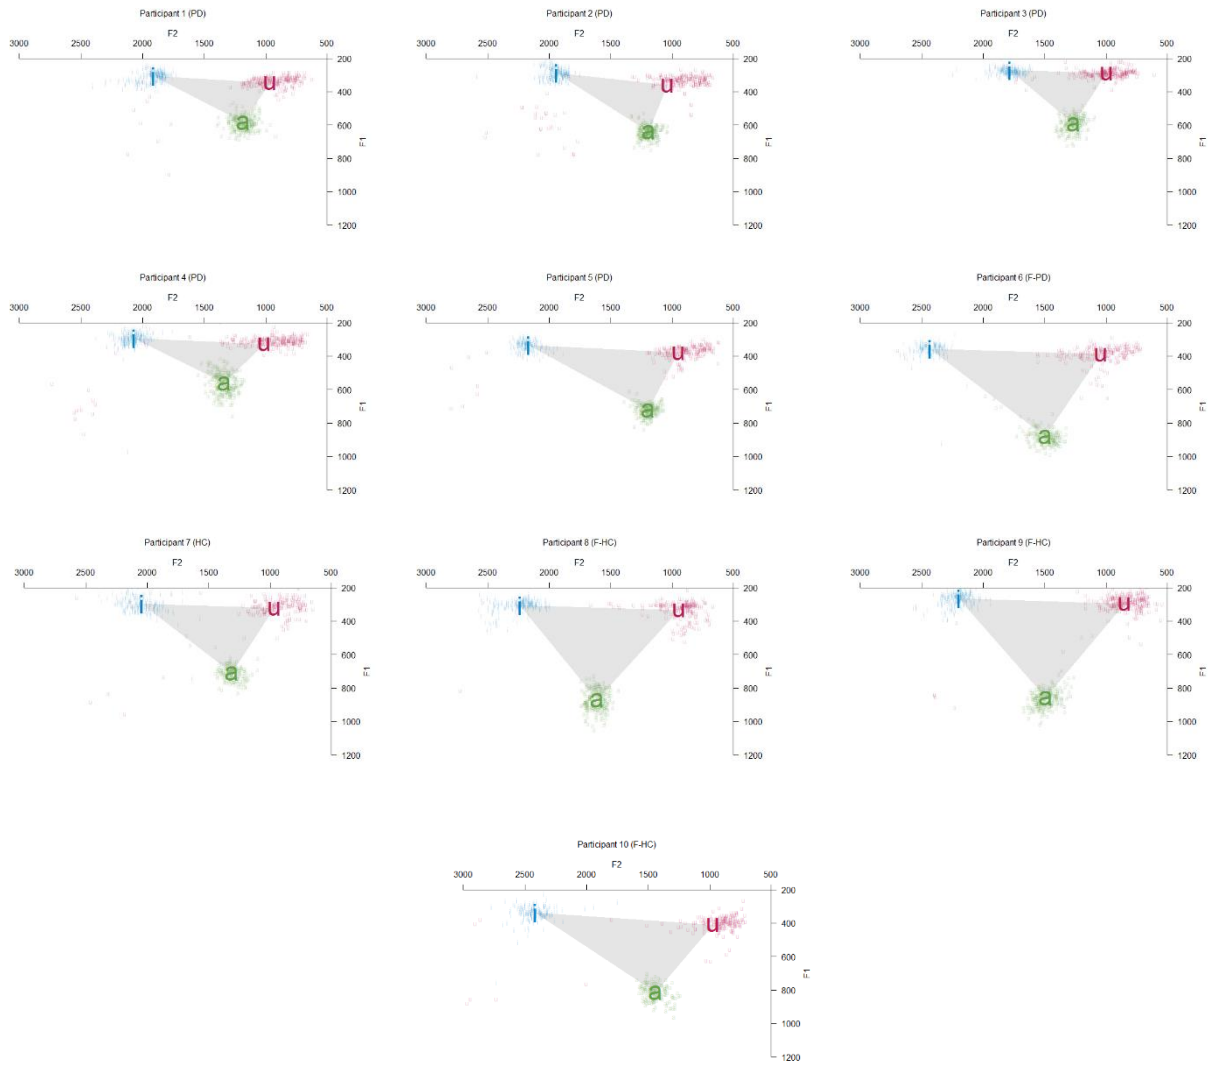 Participant 1 (PD)
F2
3000 2500 2000 1500 1000 500
200
400
600
800
1000
1200
F1
i
u
a
Participant 2 (PD)
F2
3000 2500 2000 1500 1000 500
200
400
600
800
1000
1200
F1
i
u
a
Participant 3 (PD)
F2
3000 2500 2000 1500 1000 500
200
400
600
800
1000
1200
F1
i
u
a
Participant 4 (PD)
F2
3000 2500 2000 1500 1000 500
200
400
600
800
1000
1200
F1
i
u
a
Participant 5 (PD)
F2
3000 2500 2000 1500 1000 500
200
400
600
800
1000
1200
F1
i
u
a
Participant 6 (F-PD)
F2
3000 2500 2000 1500 1000 500
200
400
600
800
1000
1200
F1
i
u
a
Participant 7 (HC)
F2
3000 2500 2000 1500 1000 500
200
400
600
800
1000
1200
F1
i
u
a
Participant 8 (F-HC)
F2
3000 2500 2000 1500 1000 500
200
400
600
800
1000
1200
F1
i
u
a
Participant 9 (F-HC)
F2
3000 2500 2000 1500 1000 500
200
400
600
800
1000
1200
F1
i
u
a
Participant 10 (F-HC)
F2
3000 2500 2000 1500 1000 500
200
400
600
800
1000
1200
F1
i
u
a